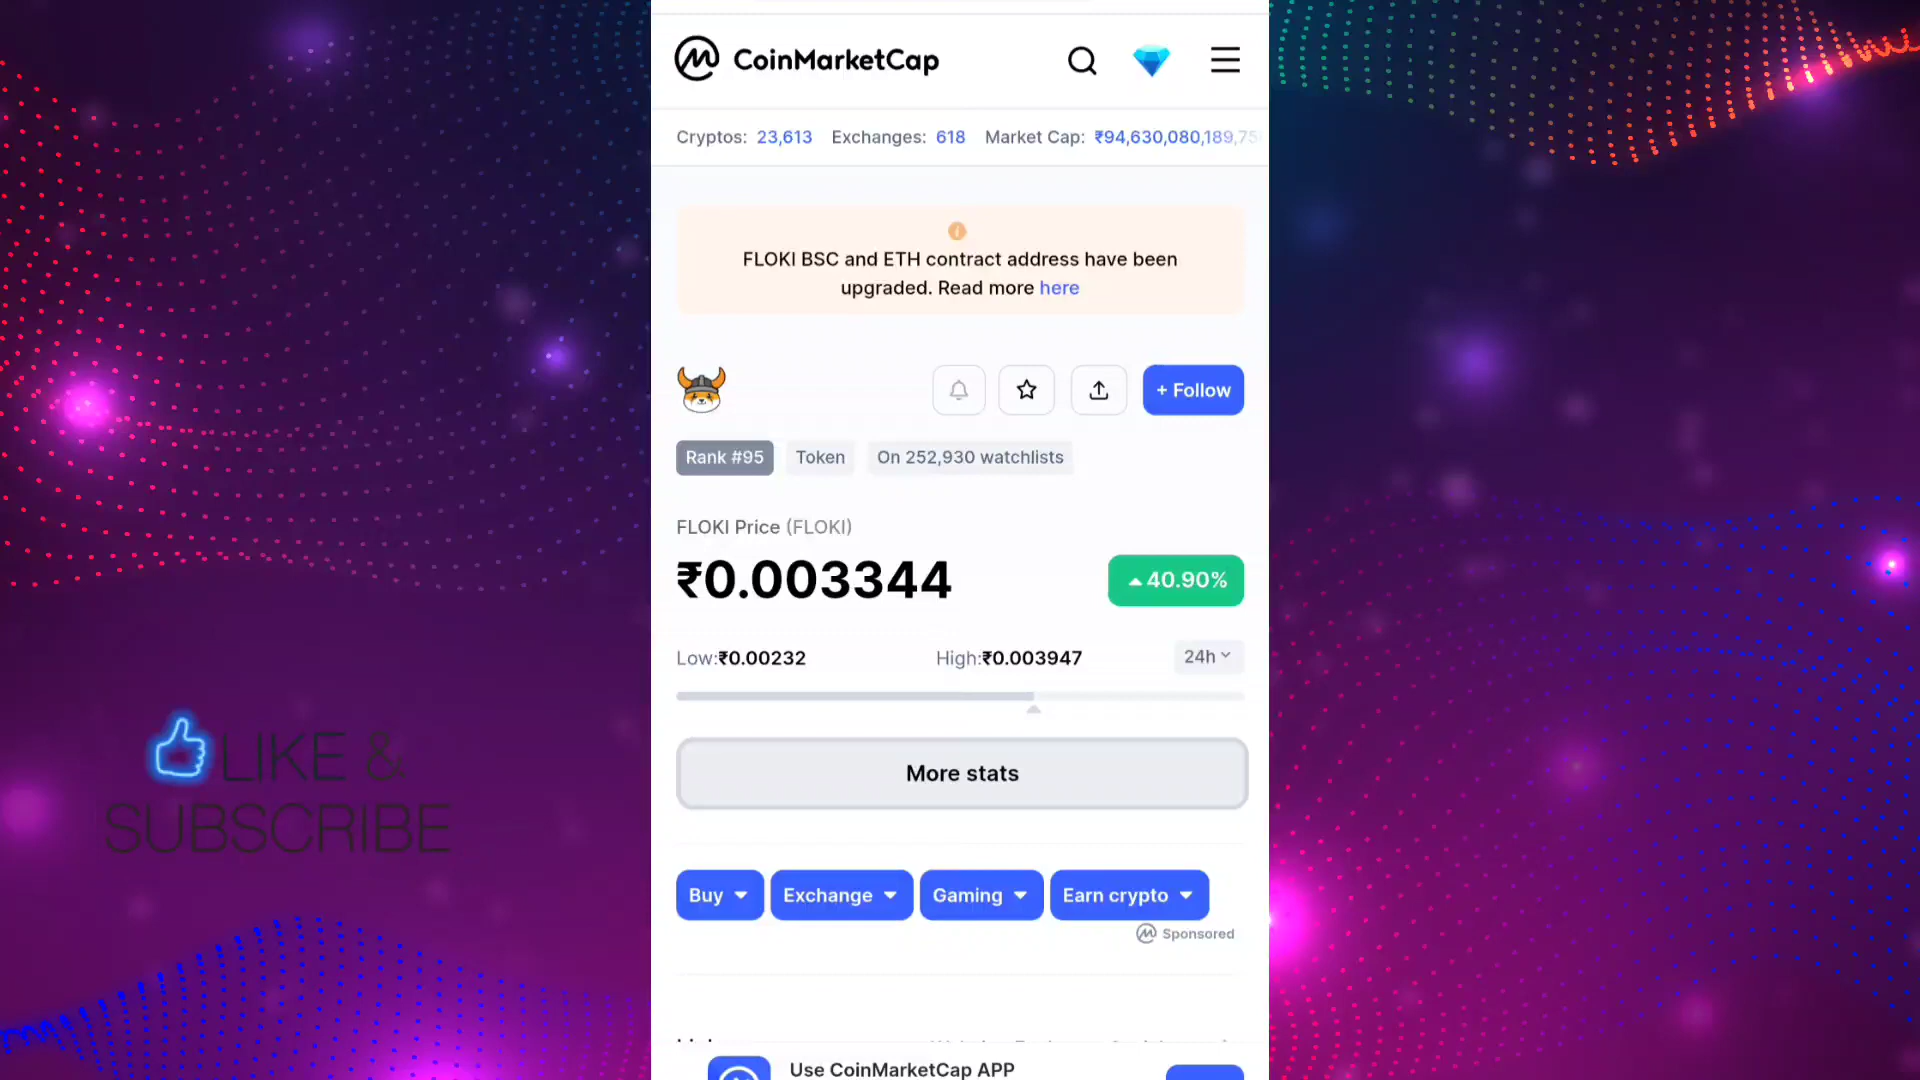 CoinMarketCap
Cryptos: 23,613 Exchanges: 618 Market Cap: ₹94,630,080,189,75
FLOKI BSC and ETH contract address have been
upgraded. Read more here
+ Follow
Rank #95 Token On 252,930 watchlists
FLOKI Price (FLOKI)
₹0.003344 40.90%
Low:₹0.00232 High:₹0.003947 24h
LIKE &
SUBSCRIBE
More stats
Buy Exchange Gaming Earn crypto
Sponsored
Use CoinMarketCap APP